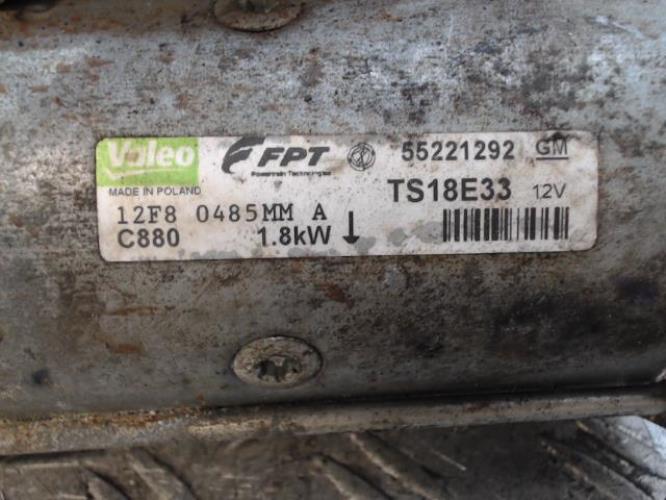 Valeo FPT 55221292 GM
Powertrain Technologies
MADE IN POLAND TS18E33 12V
12F8 0485MM A
C880 1.8kW